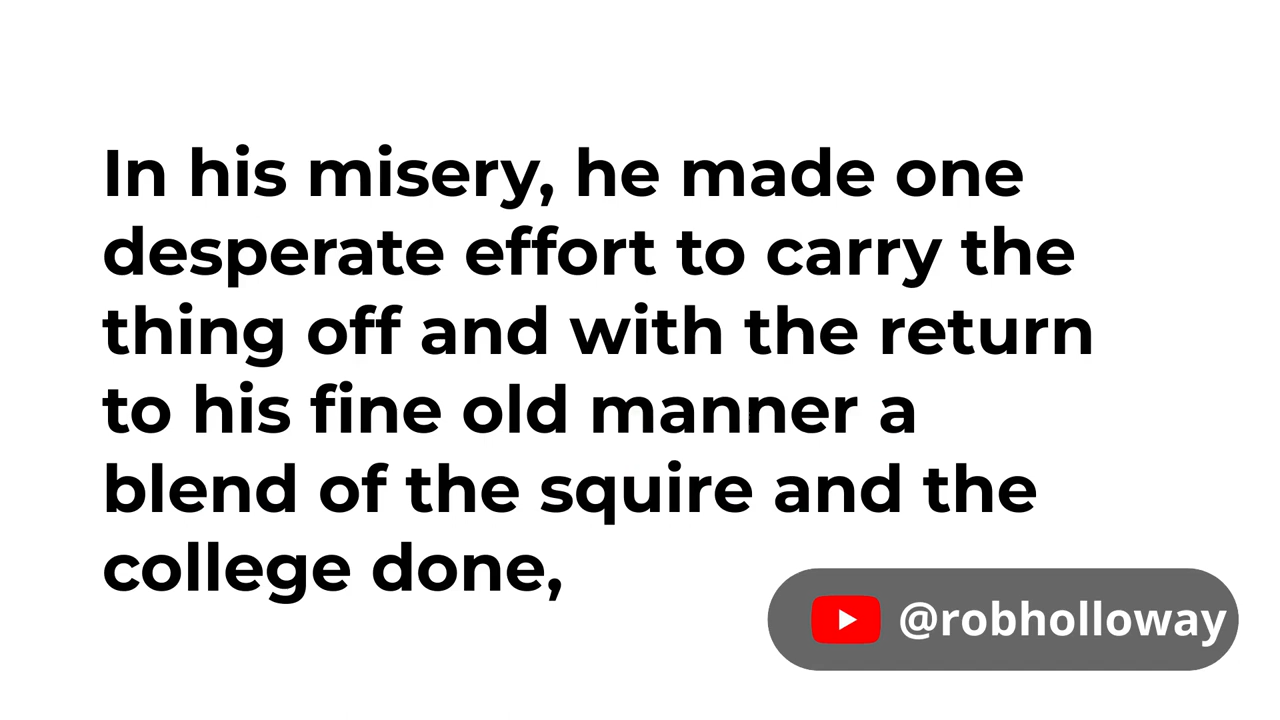 In his misery, he made one
desperate effort to carry the
thing off and with the return
to his fine old manner a
blend of the squire and the
college done,
@robholloway